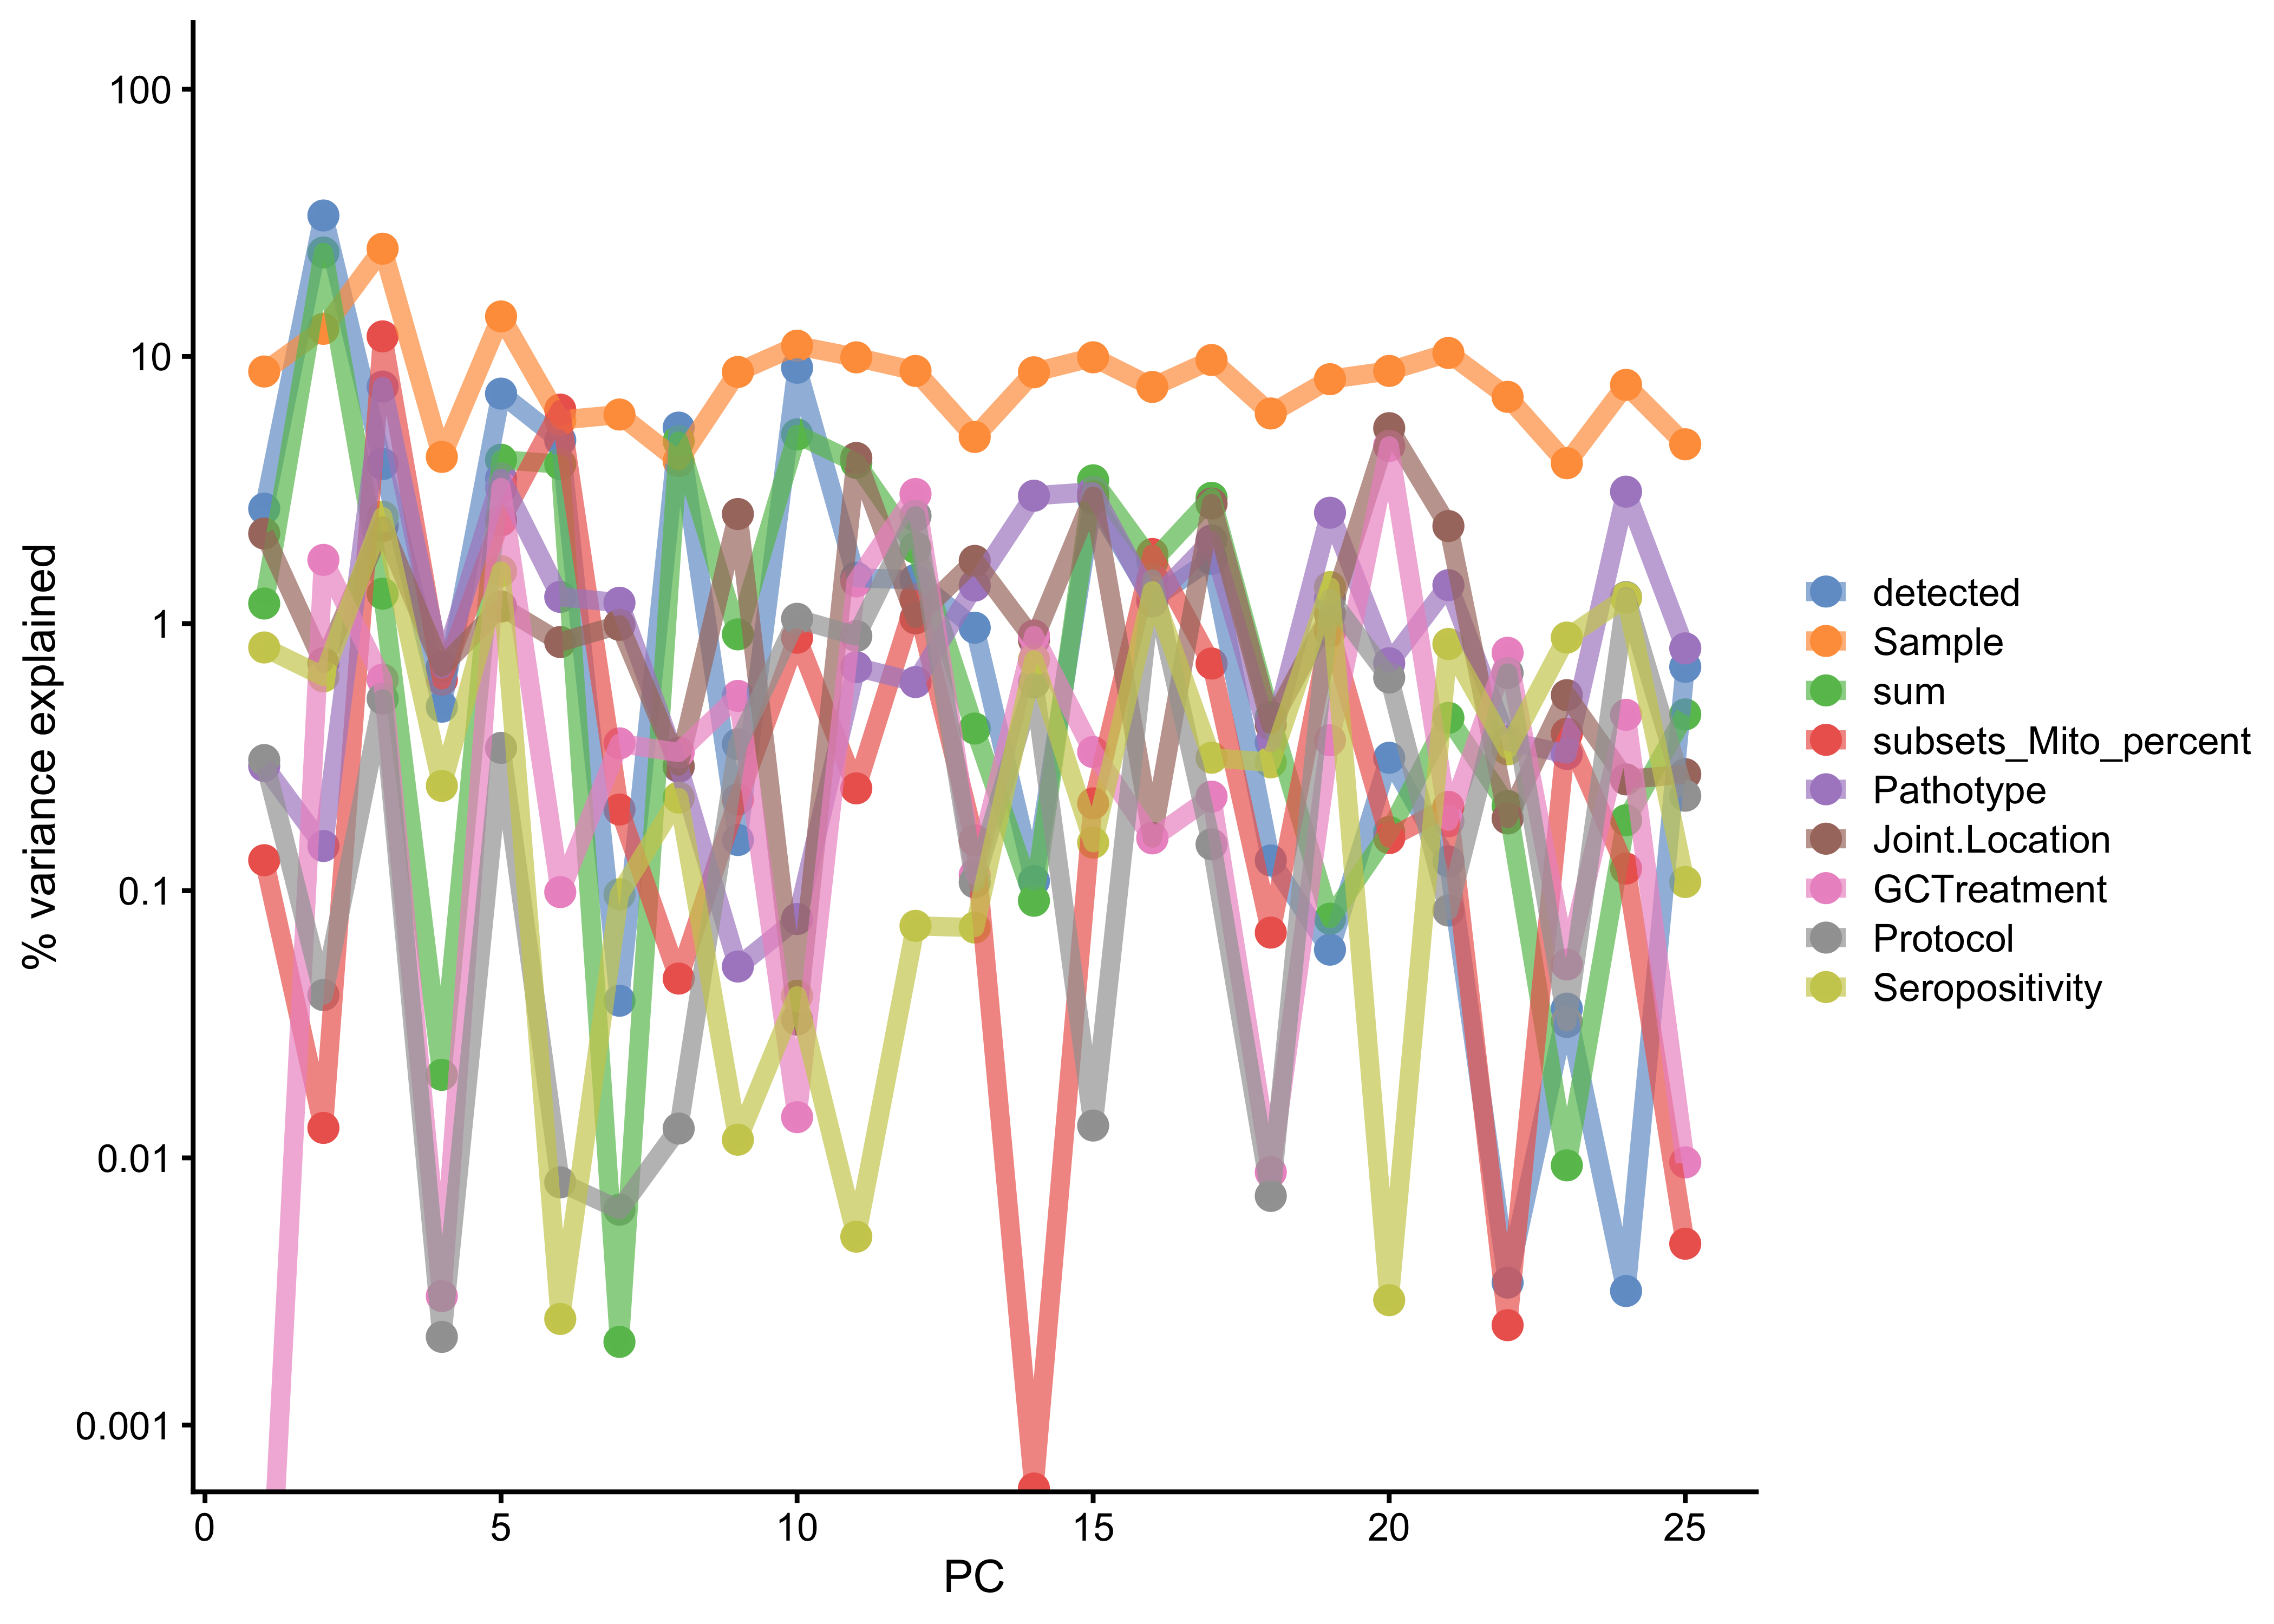 % variance explained
100
10
1
0.1
0.01
0.001
0
5
10
15
20
25
PC
detected
Sample
sum
subsets_Mito_percent
Pathotype
Joint.Location
GCTreatment
Protocol
Seropositivity